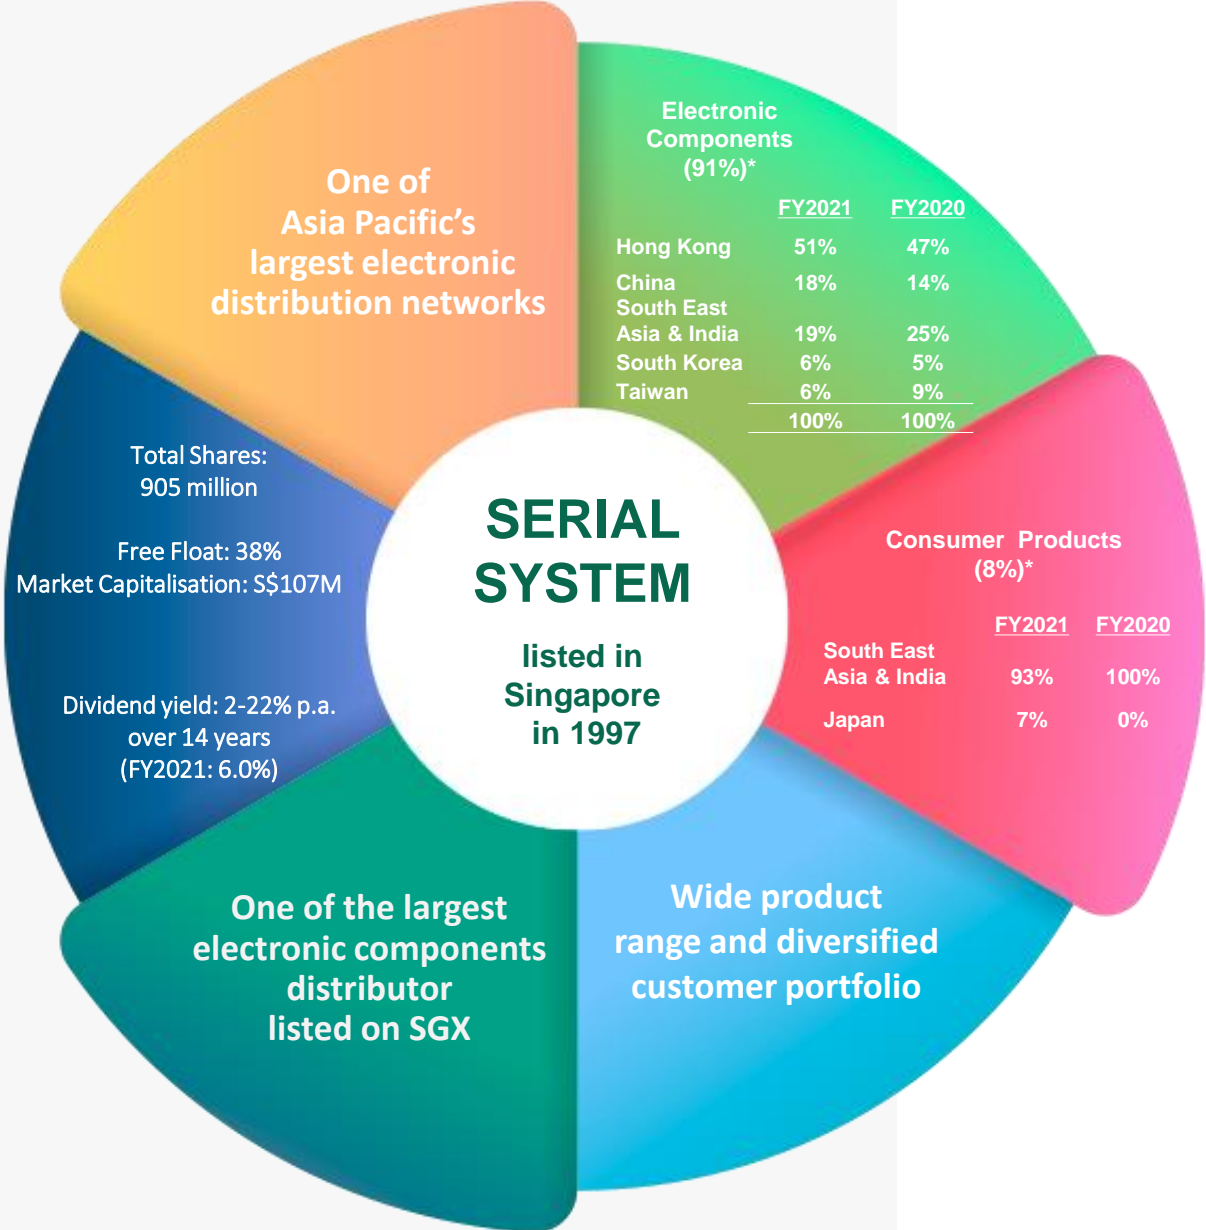 One of
Asia Pacific's
largest electronic
distribution networks
Electronic
Components
(91%)*
FY2021 FY2020
Hong Kong 51% 47%
China 18% 14%
South East
Asia & India 19% 25%
South Korea 6% 5%
Taiwan 6% 9%
100% 100%
Total Shares:
905 million
Free Float: 38%
Market Capitalisation: S$107M
Dividend yield: 2-22% p.a.
over 14 years
(FY2021: 6.0%)
SERIAL
SYSTEM
listed in
Singapore
in 1997
Consumer Products
(8%)*
FY2021 FY2020
South East
Asia & India 93% 100%
Japan 7% 0%
One of the largest
electronic components
distributor
listed on SGX
Wide product
range and diversified
customer portfolio